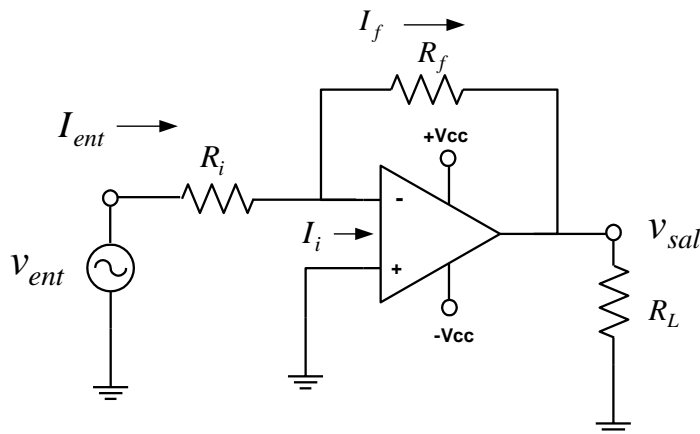 I_f
R_f
I_ent
+Vcc
R_i
-
I_i
v_ent
+
v_sal
-Vcc
R_L